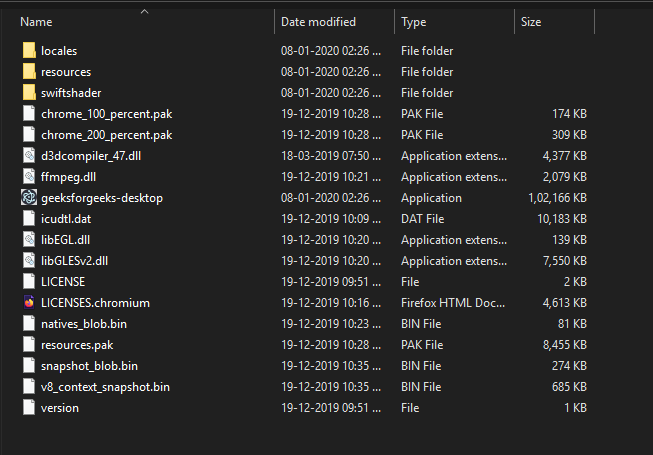 Name Date modified Type Size
locales 08-01-2020 02:26 ... File folder
resources 08-01-2020 02:26 ... File folder
swiftshader 08-01-2020 02:26 ... File folder
chrome_100_percent.pak 19-12-2019 10:28 ... PAK File 174 KB
chrome_200_percent.pak 19-12-2019 10:28 ... PAK File 309 KB
d3dcompiler_47.dll 18-03-2019 07:50 ... Application extens... 4,377 KB
ffmpeg.dll 19-12-2019 10:21 ... Application extens... 2,079 KB
geeksforgeeks-desktop 08-01-2020 02:26 ... Application 1,02,166 KB
icudtl.dat 19-12-2019 10:09 ... DAT File 10,183 KB
libEGL.dll 19-12-2019 10:20 ... Application extens... 139 KB
libGLESv2.dll 19-12-2019 10:20 ... Application extens... 7,550 KB
LICENSE 19-12-2019 09:51 ... File 2 KB
LICENSES.chromium 19-12-2019 10:16 ... Firefox HTML Doc... 4,613 KB
natives_blob.bin 19-12-2019 10:23 ... BIN File 81 KB
resources.pak 19-12-2019 10:28 ... PAK File 8,455 KB
snapshot_blob.bin 19-12-2019 10:35 ... BIN File 274 KB
v8_context_snapshot.bin 19-12-2019 10:35 ... BIN File 685 KB
version 19-12-2019 09:51 ... File 1 KB